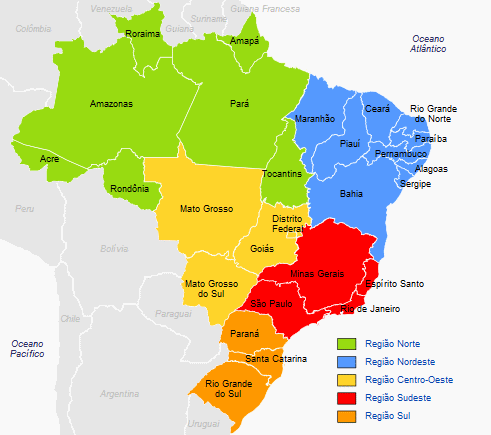 Venezuela
Guiana Francesa
Suriname
Colômbia
Guiana
Roraima
Amapá
Oceano
Atlântico
Amazonas
Pará
Maranhão
Ceará
Rio Grande
do Norte
Piauí
Paraíba
Pernambuco
Acre
Rondônia
Tocantins
Alagoas
Sergipe
Bahia
Peru
Mato Grosso
Distrito
Federal
Goiás
Bolívia
Mato Grosso
do Sul
Minas Gerais
Espírito Santo
São Paulo
Rio de Janeiro
Paraguai
Chile
Paraná
Oceano
Pacífico
Santa Catarina
Rio Grande
do Sul
Argentina
Uruguai
Região Norte
Região Nordeste
Região Centro-Oeste
Região Sudeste
Região Sul